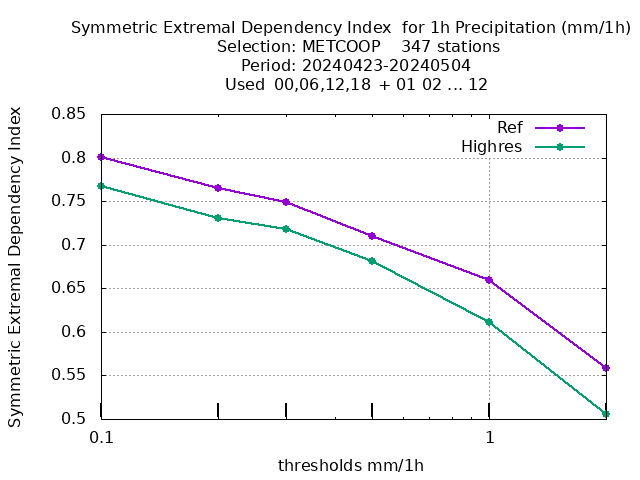 Symmetric Extremal Dependency Index  for 1h Precipitation (mm/1h)
Selection: METCOOP    347 stations
Period: 20240423-20240504
Used  00,06,12,18 + 01 02 ... 12
Ref
Highres
Symmetric Extremal Dependency Index
0.85
0.8
0.75
0.7
0.65
0.6
0.55
0.5
0.1
1
thresholds mm/1h